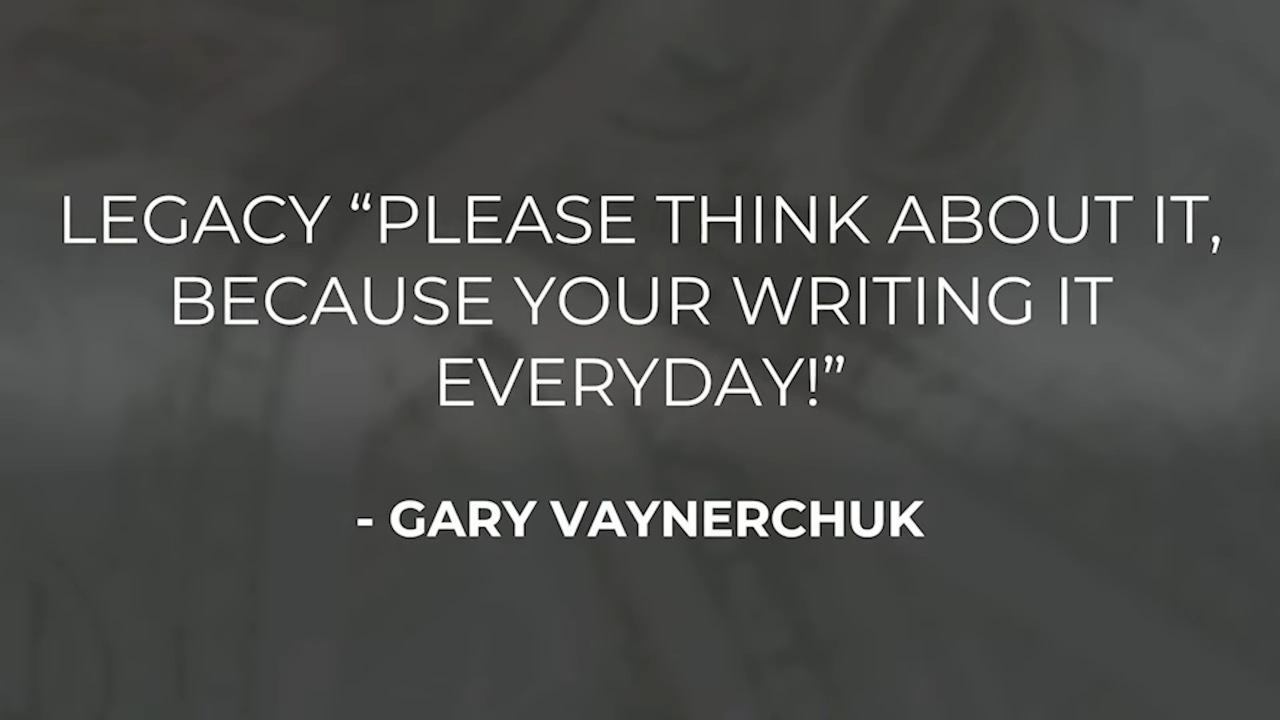 LEGACY “PLEASE THINK ABOUT IT,
BECAUSE YOUR WRITING IT
EVERYDAY!”
- GARY VAYNERCHUK